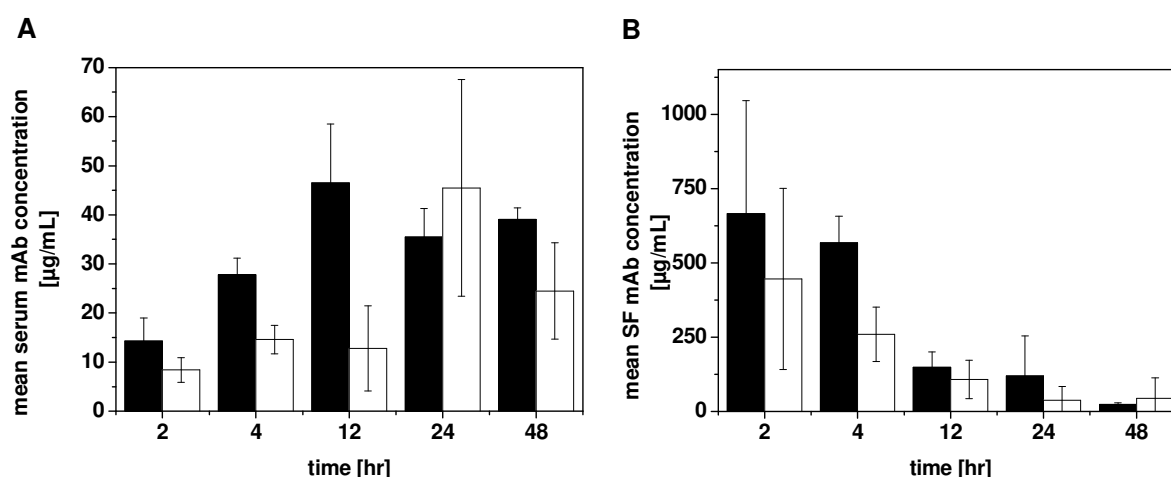 A
mean serum mAb concentration
[µg/mL]
70
60
50
40
30
20
10
0
2 4 12 24 48
time [hr]
B
mean SF mAb concentration
[µg/mL]
1000
750
500
250
0
2 4 12 24 48
time [hr]